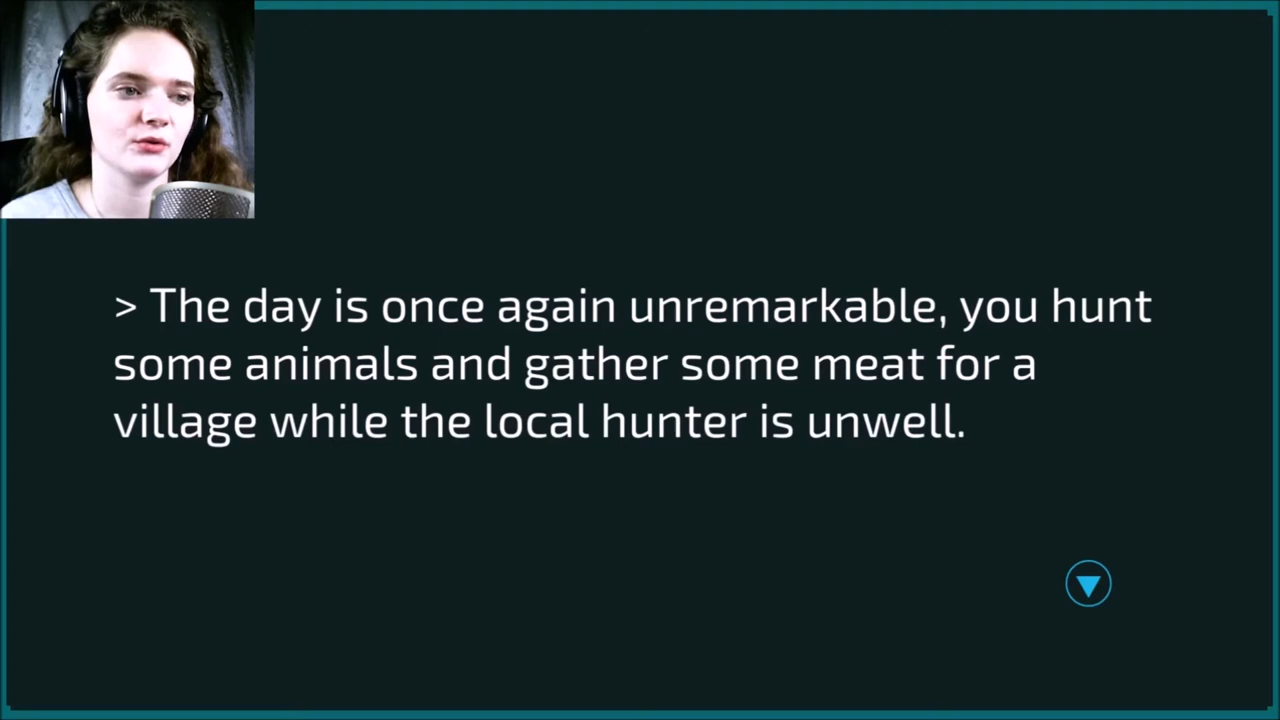 > The day is once again unremarkable, you hunt
some animals and gather some meat for a
village while the local hunter is unwell.